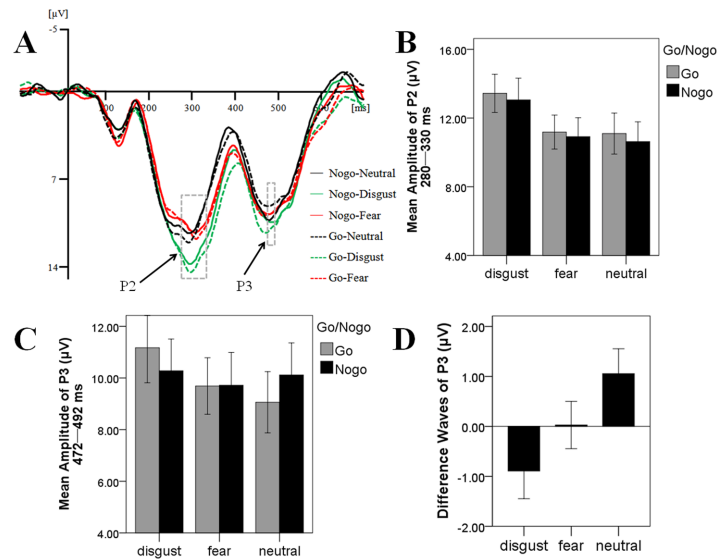 A
[µV]
-5
100
200
300
400
500
[ms]
7
14
P2
P3
Nogo-Neutral
Nogo-Disgust
Nogo-Fear
Go-Neutral
Go-Disgust
Go-Fear
B
Mean Amplitude of P2 (µV)
280—330 ms
16.00
12.00
10.00
4.00
disgust
fear
neutral
Go/Nogo
Go
Nogo
C
Mean Amplitude of P3 (µV)
472—492 ms
12.00
10.00
8.00
6.00
4.00
disgust
fear
neutral
Go/Nogo
Go
Nogo
D
Difference Waves of P3 (µV)
2.00
1.00
0.00
-1.00
-2.00
disgust
fear
neutral